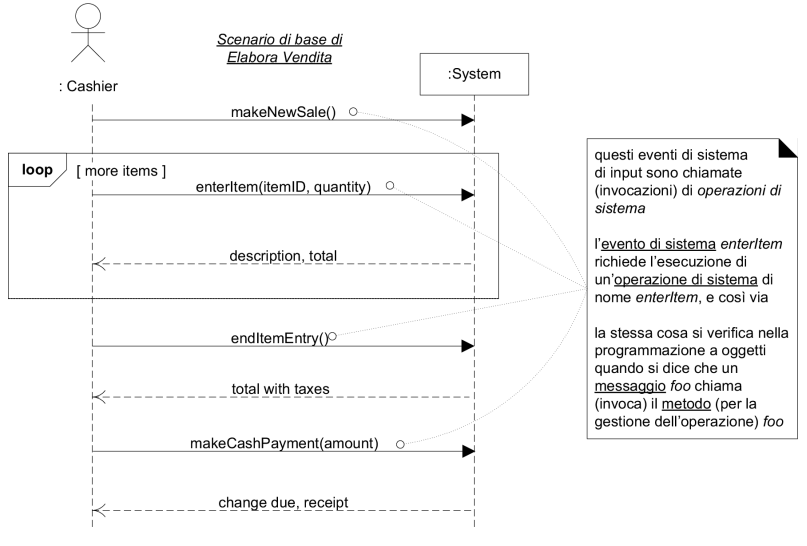 Scenario di base di
Elabora Vendita
:System
: Cashier
makeNewSale()
loop
[ more items ]
enterItem(itemID, quantity)
description, total
endItemEntry()
total with taxes
makeCashPayment(amount)
change due, receipt
questi eventi di sistema
di input sono chiamate
(invocazioni) di operazioni di
sistema
l'evento di sistema enterItem
richiede l'esecuzione di
un'operazione di sistema di
nome enterItem, e così via
la stessa cosa si verifica nella
programmazione a oggetti
quando si dice che un
messaggio foo chiama
(invoca) il metodo (per la
gestione dell'operazione) foo